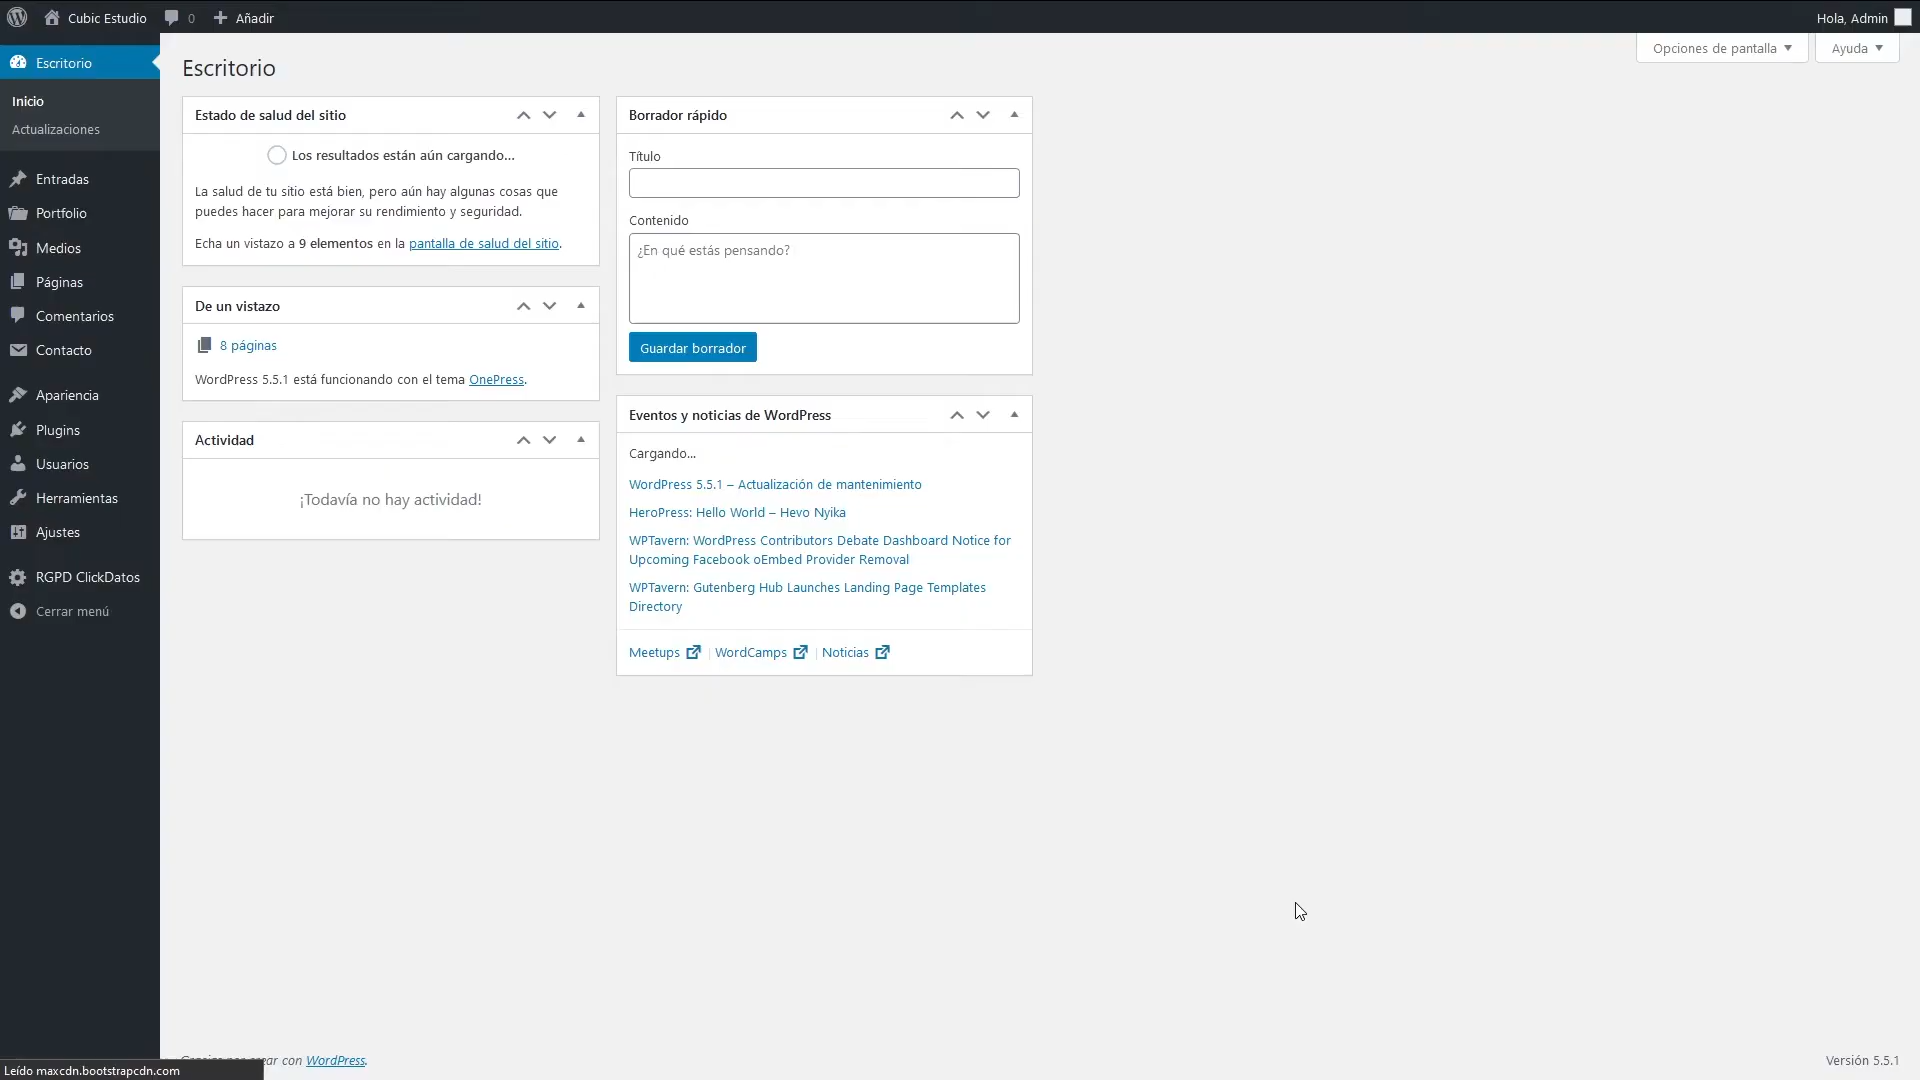 Cubic Estudio
0
Añadir
Hola, Admin
Opciones de pantalla
Ayuda
Escritorio
Inicio
Actualizaciones
Entradas
Portfolio
Medios
Páginas
Comentarios
Contacto
Apariencia
Plugins
Usuarios
Herramientas
Ajustes
RGPD ClickDatos
Cerrar menú
Escritorio
Estado de salud del sitio
Los resultados están aún cargando...
La salud de tu sitio está bien, pero aún hay algunas cosas que
puedes hacer para mejorar su rendimiento y seguridad.
Echa un vistazo a 9 elementos en la pantalla de salud del sitio.
De un vistazo
8 páginas
WordPress 5.5.1 está funcionando con el tema OnePress.
Actividad
¡Todavía no hay actividad!
Borrador rápido
Título
Contenido
¿En qué estás pensando?
Guardar borrador
Eventos y noticias de WordPress
Cargando...
WordPress 5.5.1 – Actualización de mantenimiento
HeroPress: Hello World – Hevo Nyika
WPTavern: WordPress Contributors Debate Dashboard Notice for
Upcoming Facebook oEmbed Provider Removal
WPTavern: Gutenberg Hub Launches Landing Page Templates
Directory
Meetups | WordCamps | Noticias
con WordPress.
Versión 5.5.1
Leído maxcdn.bootstrapcdn.com